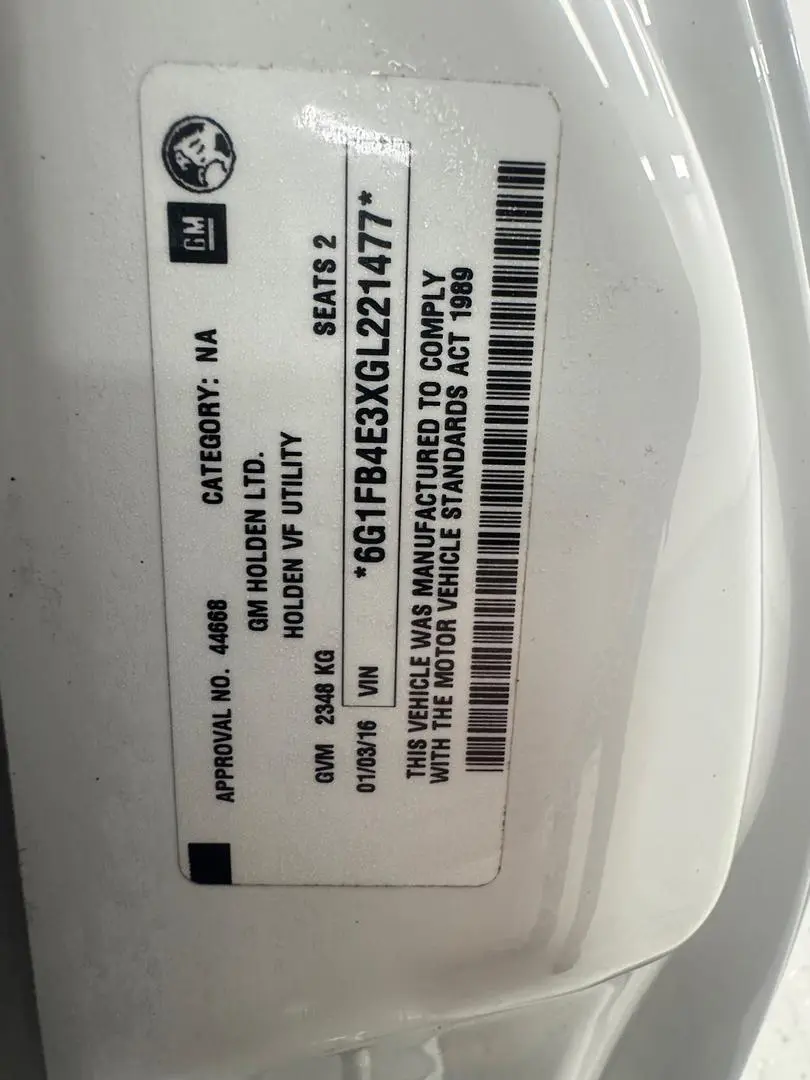 GM
APPROVAL NO. 44668 CATEGORY: NA
GM HOLDEN LTD.
HOLDEN VF UTILITY
GVM 2348 KG SEATS 2
01/03/16 VIN *6G1FB4E3XGL221477*
THIS VEHICLE WAS MANUFACTURED TO COMPLY
WITH THE MOTOR VEHICLE STANDARDS ACT 1989